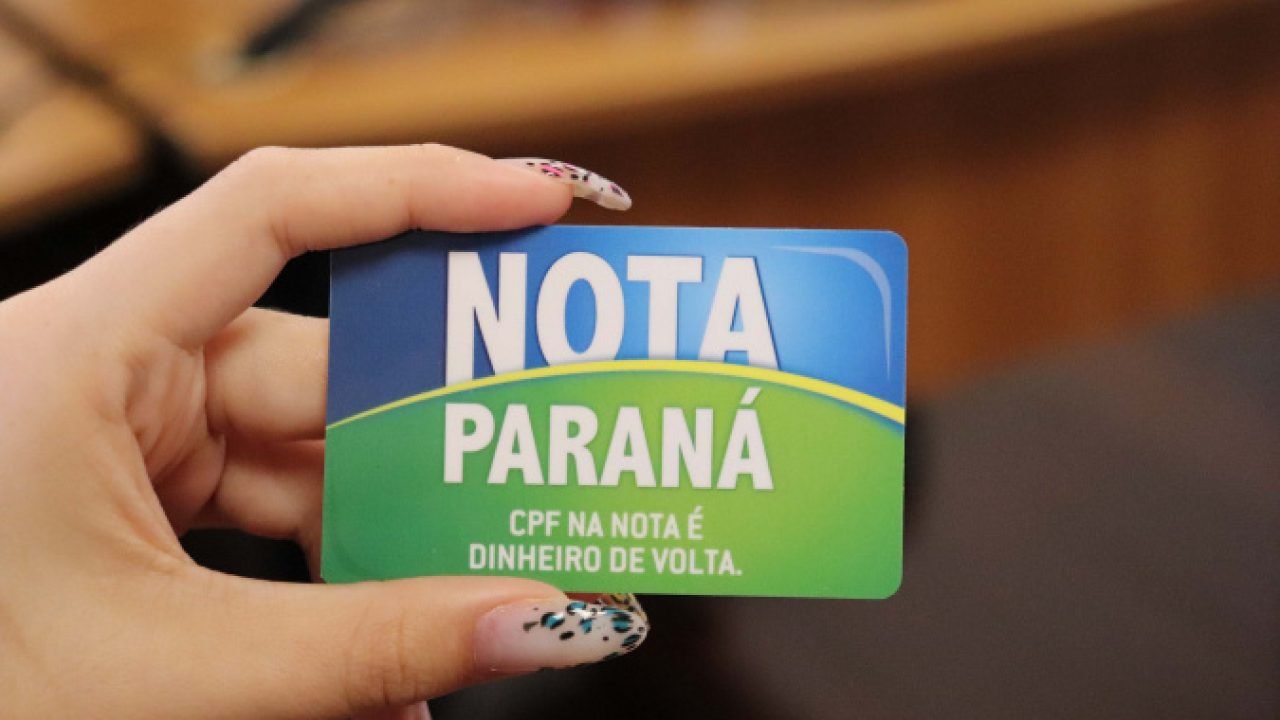 NOTA
PARANÁ
CPF NA NOTA É
DINHEIRO DE VOLTA.